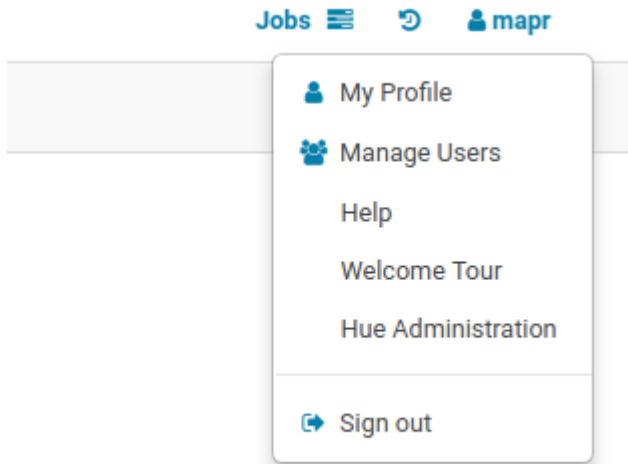 Jobs mapr
My Profile
Manage Users
Help
Welcome Tour
Hue Administration
Sign out